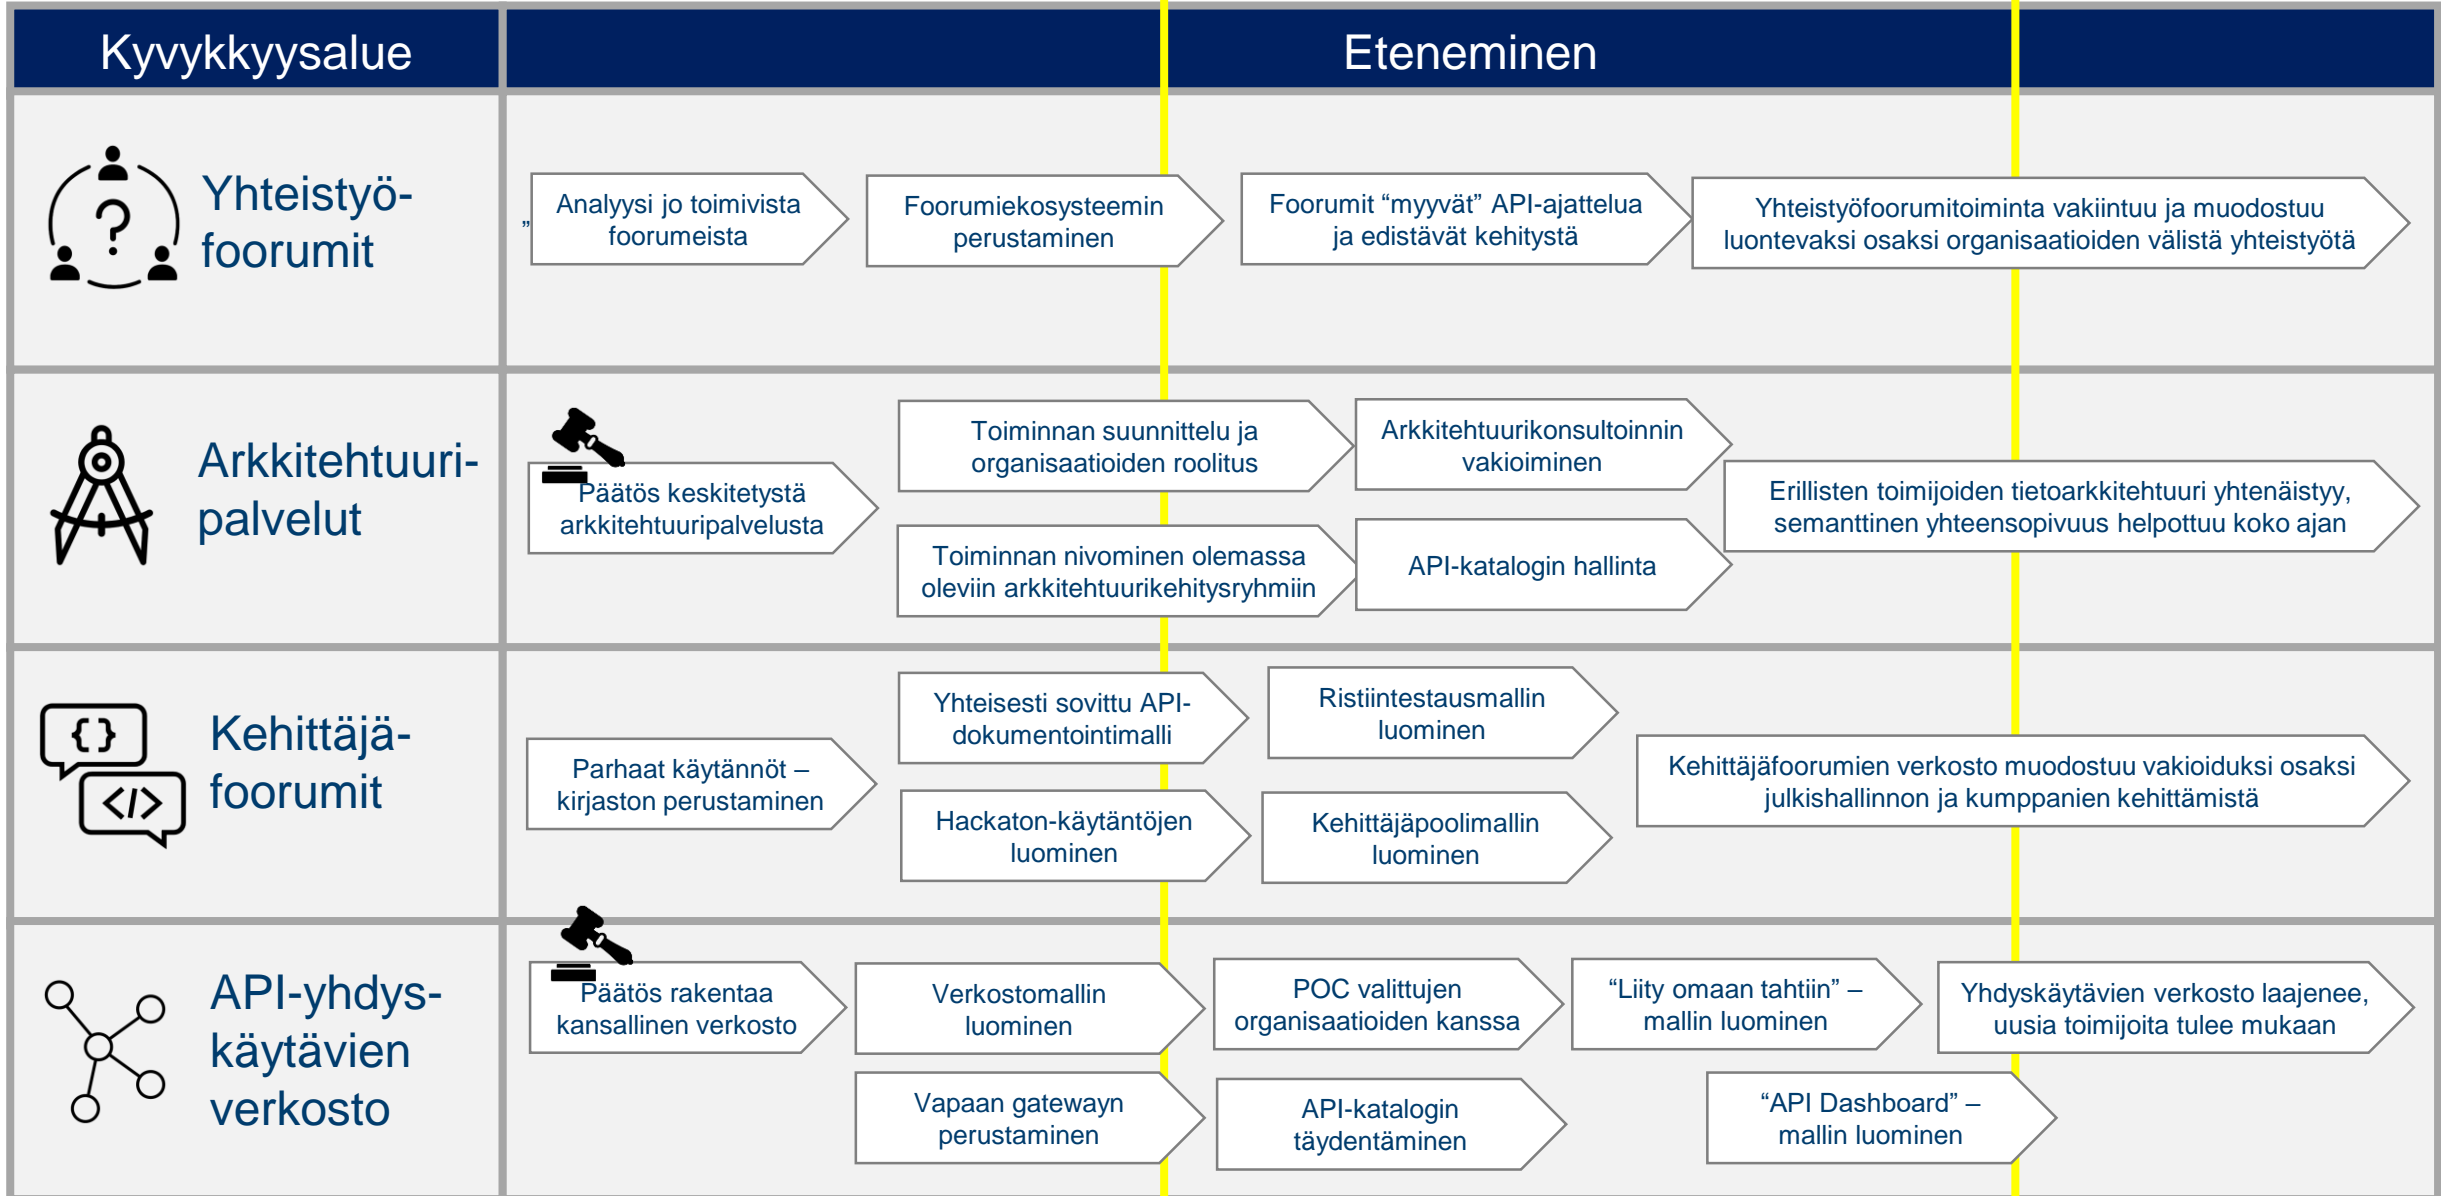 Kyvykkyysalue
Eteneminen
Yhteistyö-
foorumit
”
Analyysi jo toimivista
foorumeista
Foorumiekosysteemin
perustaminen
Foorumit “myyvät” API-ajattelua
ja edistävät kehitystä
Yhteistyöfoorumitoiminta vakiintuu ja muodostuu
luontevaksi osaksi organisaatioiden välistä yhteistyötä
Arkkitehtuuri-
palvelut
Päätös keskitetystä
arkkitehtuuripalvelusta
Toiminnan suunnittelu ja
organisaatioiden roolitus
Arkkitehtuurikonsultoinnin
vakioiminen
Toiminnan nivominen olemassa
oleviin arkkitehtuurikehitysryhmiin
API-katalogin hallinta
Erillisten toimijoiden tietoarkkitehtuuri yhtenäistyy,
semanttinen yhteensopivuus helpottuu koko ajan
{ }
</>
Kehittäjä-
foorumit
Parhaat käytännöt –
kirjaston perustaminen
Yhteisesti sovittu API-
dokumentointimalli
Ristiintestausmallin
luominen
Hackaton-käytäntöjen
luominen
Kehittäjäpoolimallin
luominen
Kehittäjäfoorumien verkosto muodostuu vakioiduksi osaksi
julkishallinnon ja kumppanien kehittämistä
API-yhdys-
käytävien
verkosto
Päätös rakentaa
kansallinen verkosto
Verkostomallin
luominen
POC valittujen
organisaatioiden kanssa
“Liity omaan tahtiin” –
mallin luominen
Yhdyskäytävien verkosto laajenee,
uusia toimijoita tulee mukaan
Vapaan gatewayn
perustaminen
API-katalogin
täydentäminen
“API Dashboard” –
mallin luominen